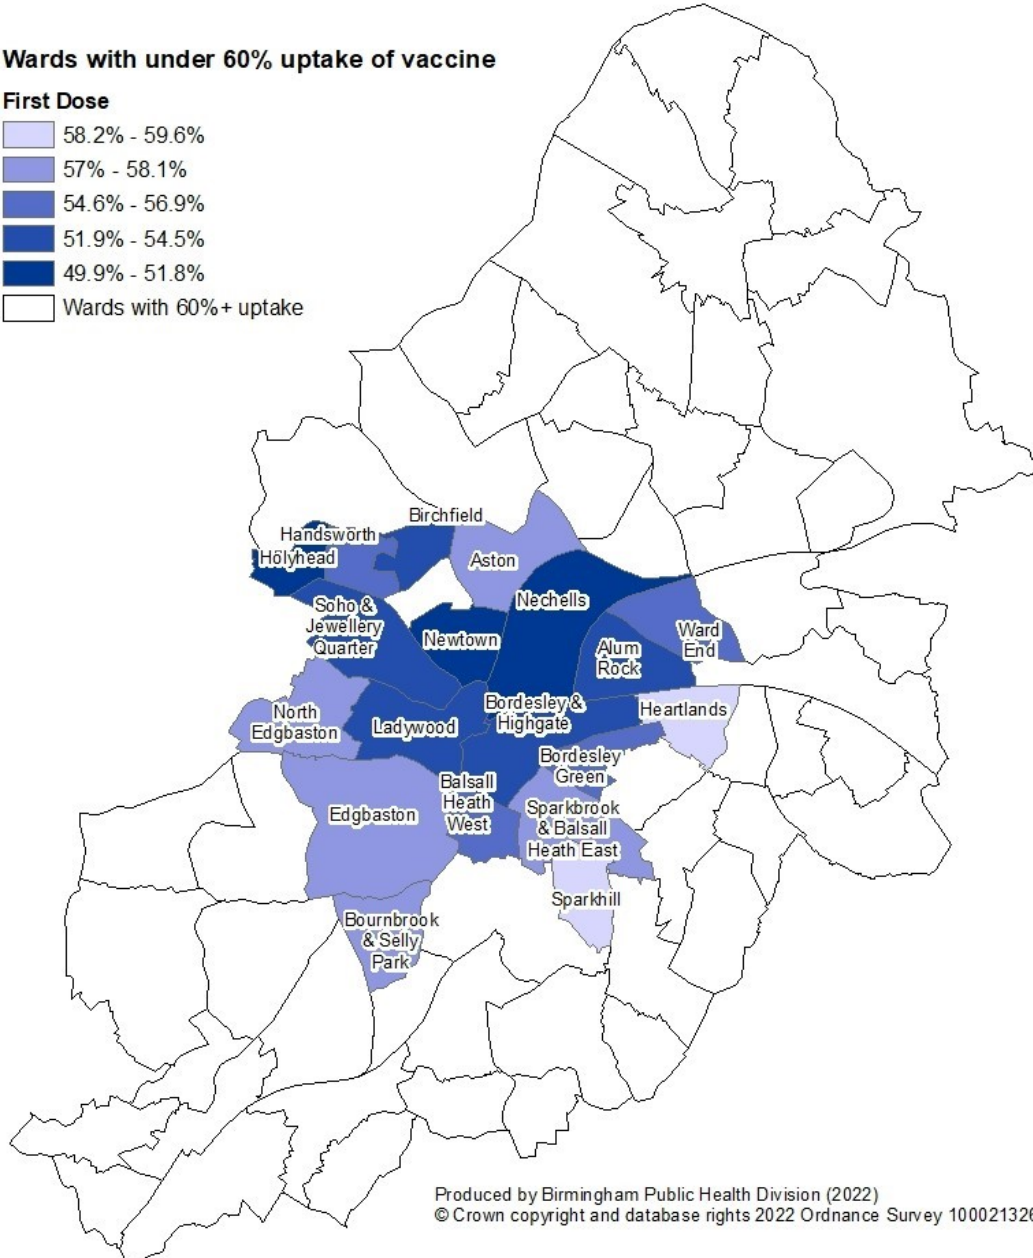 Wards with under 60% uptake of vaccine
First Dose
58.2% - 59.6%
57% - 58.1%
54.6% - 56.9%
51.9% - 54.5%
49.9% - 51.8%
Wards with 60%+ uptake
Birchfield
Handsworth
Holyhead
Aston
Nechells
Soho &
Jewellery
Quarter
Newtown
Ward
End
Alum
Rock
North
Edgbaston
Ladywood
Bordesley &
Highgate
Heartlands
Bordesley
Green
Balsall
Heath
West
Edgbaston
Sparkbrook
& Balsall
Heath East
Sparkhill
Bournbrook
& Selly
Park
Produced by Birmingham Public Health Division (2022)
© Crown copyright and database rights 2022 Ordnance Survey 100021326